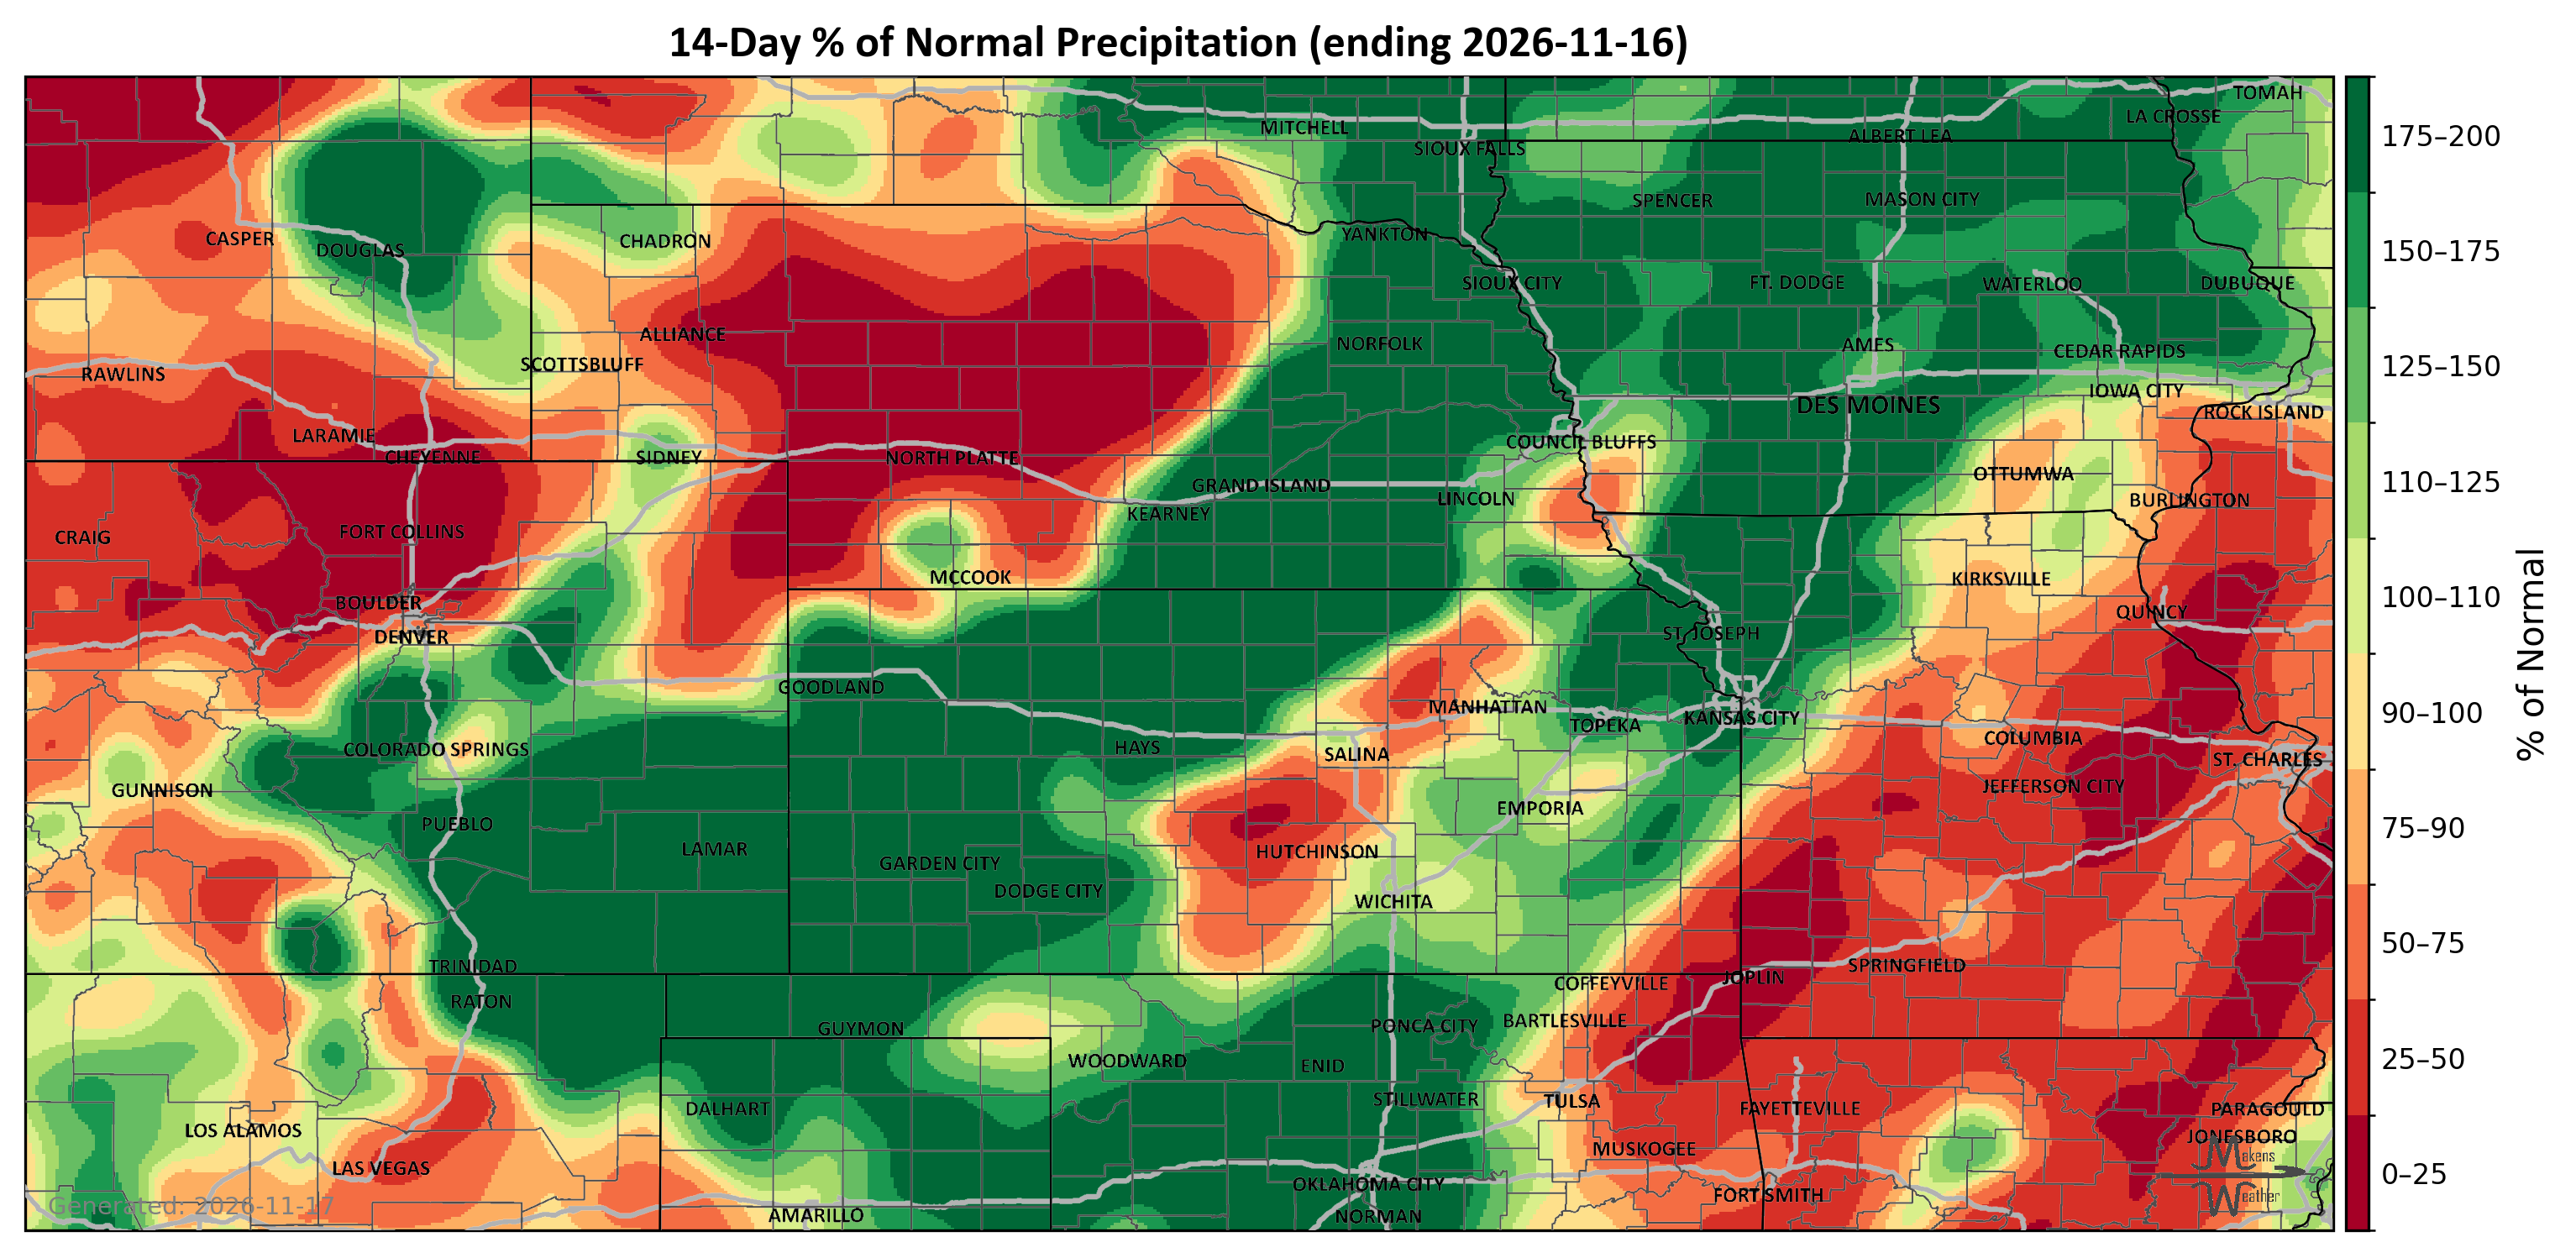 14-Day % of Normal Precipitation (ending 2026-11-16)
TOMAH
LA CROSSE
MITCHELL
ALBERT LEA
SIOUX FALLS
SPENCER
MASON CITY
CASPER
DOUGLAS
CHADRON
YANKTON
SIOUX CITY
FT. DODGE
WATERLOO
DUBUQUE
ALLIANCE
NORFOLK
AMES
CEDAR RAPIDS
SCOTTSBLUFF
RAWLINS
IOWA CITY
DES MOINES
ROCK ISLAND
LARAMIE
COUNCIL BLUFFS
CHEYENNE
SIDNEY
NORTH PLATTE
OTTUMWA
GRAND ISLAND
LINCOLN
BURLINGTON
KEARNEY
CRAIG
FORT COLLINS
MCCOOK
KIRKSVILLE
BOULDER
QUINCY
DENVER
ST. JOSEPH
GOODLAND
MANHATTAN
TOPEKA
KANSAS CITY
COLORADO SPRINGS
HAYS
SALINA
COLUMBIA
ST. CHARLES
GUNNISON
JEFFERSON CITY
EMPORIA
PUEBLO
LAMAR
GARDEN CITY
HUTCHINSON
DODGE CITY
WICHITA
TRINIDAD
SPRINGFIELD
JOPLIN
COFFEYVILLE
RATON
GUYMON
PONCA CITY
BARTLESVILLE
WOODWARD
ENID
DALHART
STILLWATER
TULSA
FAYETTEVILLE
PARAGOULD
LOS ALAMOS
JONESBORO
MUSKOGEE
LAS VEGAS
OKLAHOMA CITY
FORT SMITH
AMARILLO
NORMAN
Makens
Weather
Generated: 2026-11-17
175–200
150–175
125–150
110–125
100–110
90–100
75–90
50–75
25–50
0–25
% of Normal